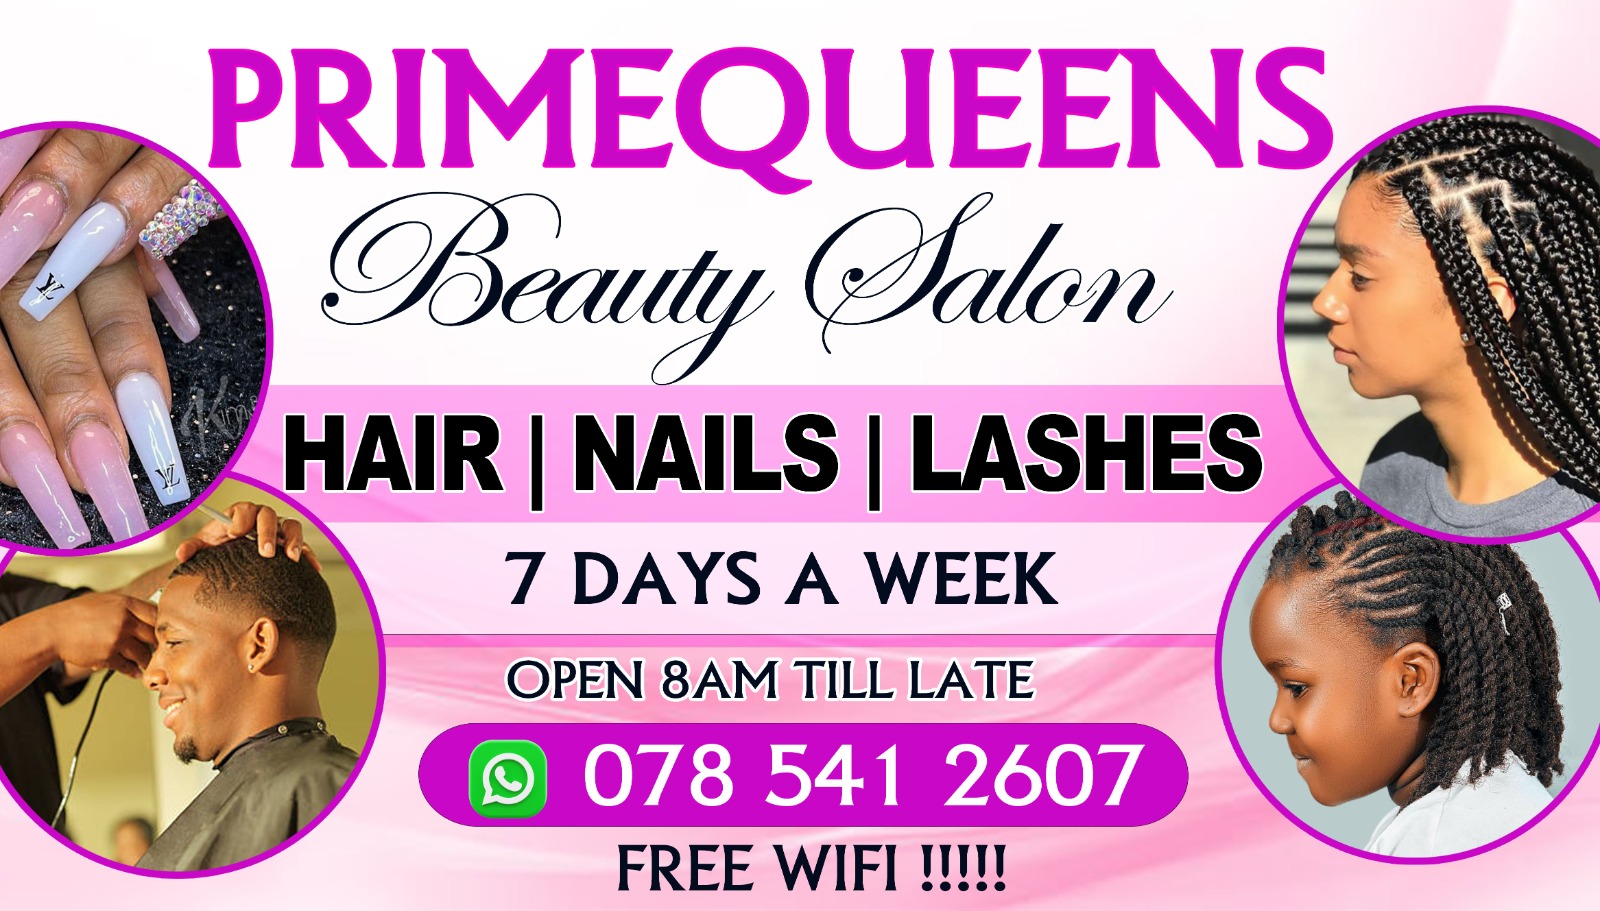 PRIMEQUEENS
Beauty Salon
HAIR | NAILS | LASHES
7 DAYS A WEEK
OPEN 8AM TILL LATE
078 541 2607
FREE WIFI !!!!!